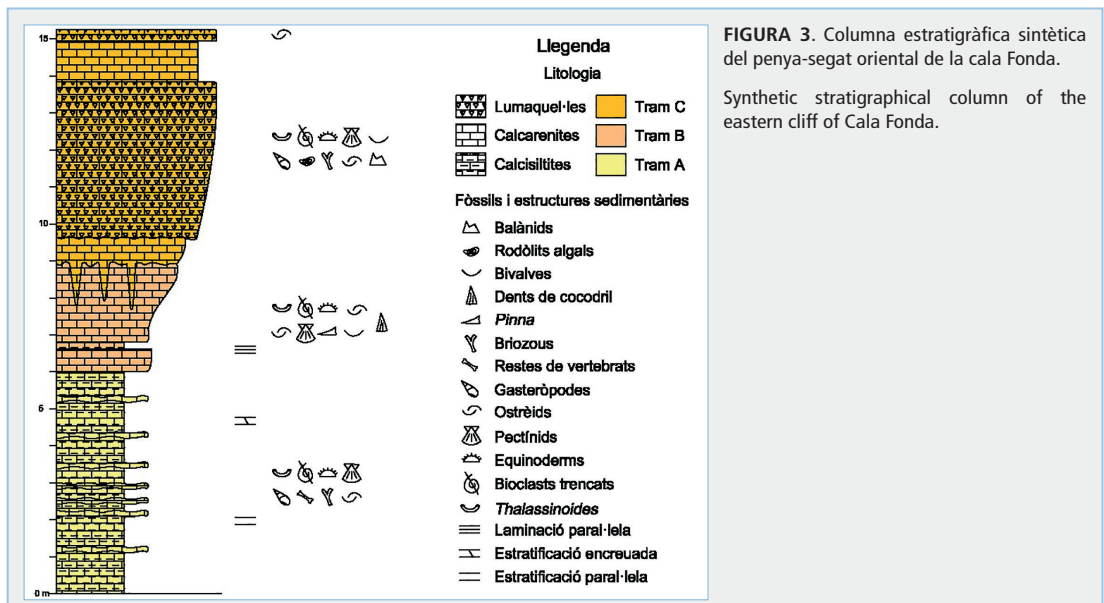 15
10
6
0 m
Llegenda
Litologia
Lumaquel·les
Tram C
Calcarenites
Tram B
Calcisiltites
Tram A
Fòssils i estructures sedimentàries
Balànids
Rodòlits algals
Bivalves
Dents de cocodril
Pinna
Briozous
Restes de vertebrats
Gasteròpodes
Ostrèids
Pectínids
Equinoderms
Bioclasts trencats
Thalassinoides
Laminació paral·lela
Estratificació encreuada
Estratificació paral·lela
FIGURA 3. Columna estratigràfica sintètica
del penya-segat oriental de la cala Fonda.
Synthetic stratigraphical column of the
eastern cliff of Cala Fonda.